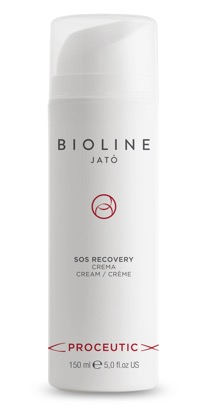 BIOLINE
JATÒ
SOS RECOVERY
CREMA
CREAM / CRÈME
PROCEUTIC
150 ml ℮ 5,0 fl.oz US